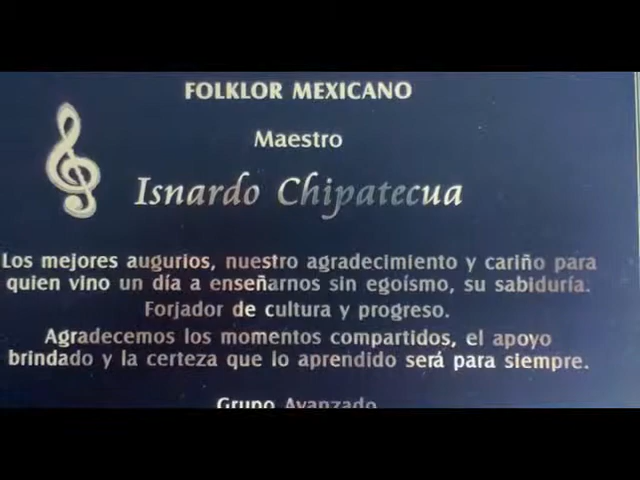 FOLKLOR MEXICANO
Maestro
Isnardo Chipatecua
Los mejores augurios, nuestro agradecimiento y cariño para
quien vino un día a enseñarnos sin egoísmo, su sabiduría.
Forjador de cultura y progreso.
Agradecemos los momentos compartidos, el apoyo
brindado y la certeza que lo aprendido será para siempre.
Grupo Avanzado